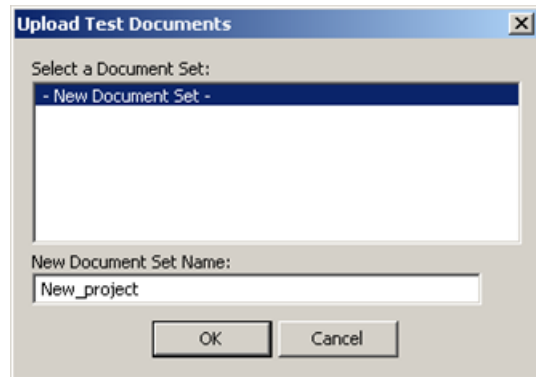 Upload Test Documents
Select a Document Set:
- New Document Set -
New Document Set Name:
New_project
OK Cancel